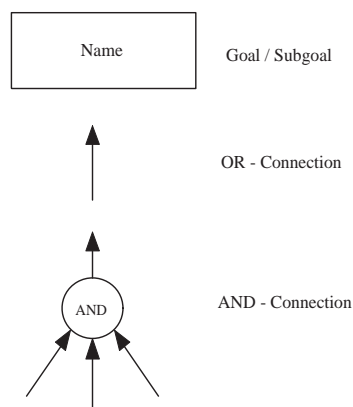 Name
Goal / Subgoal
OR - Connection
AND
AND - Connection